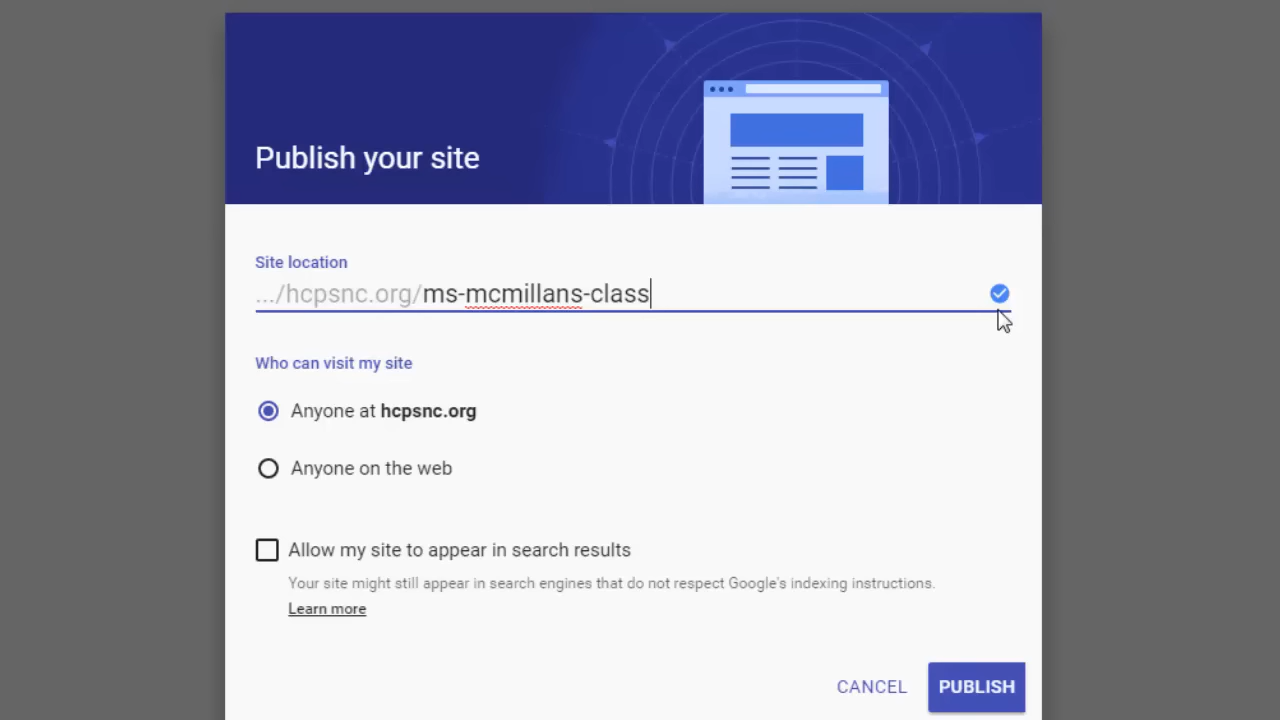 Publish your site
Site location
.../hcpsnc.org/ms-mcmillans-class
Who can visit my site
Anyone at hcpsnc.org
Anyone on the web
Allow my site to appear in search results
Your site might still appear in search engines that do not respect Google's indexing instructions.
Learn more
CANCEL PUBLISH